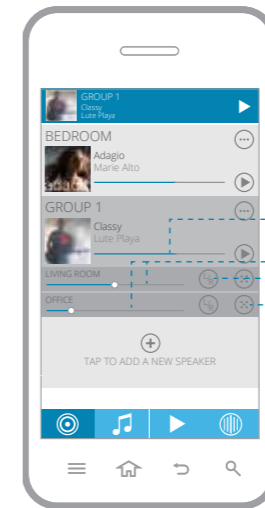 GROUP 1
Classy
Lute Playa
BEDROOM
Adagio
Marie Alto
GROUP 1
Classy
Lute Playa
LIVING ROOM
OFFICE
TAP TO ADD A NEW SPEAKER